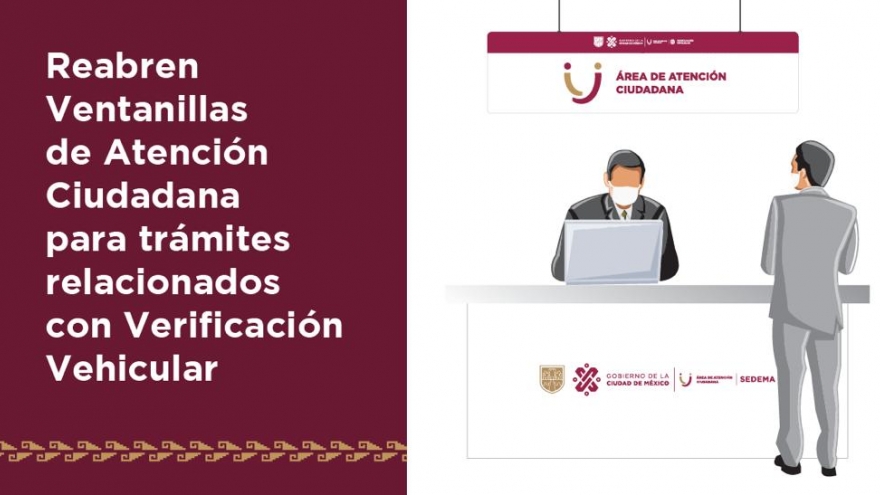 Reabren
Ventanillas
de Atención
Ciudadana
para trámites
relacionados
con Verificación
Vehicular
ÁREA DE ATENCIÓN
CIUDADANA
GOBIERNO DE LA
CIUDAD DE MÉXICO
ÁREA DE ATENCIÓN
CIUDADANA
SEDEMA